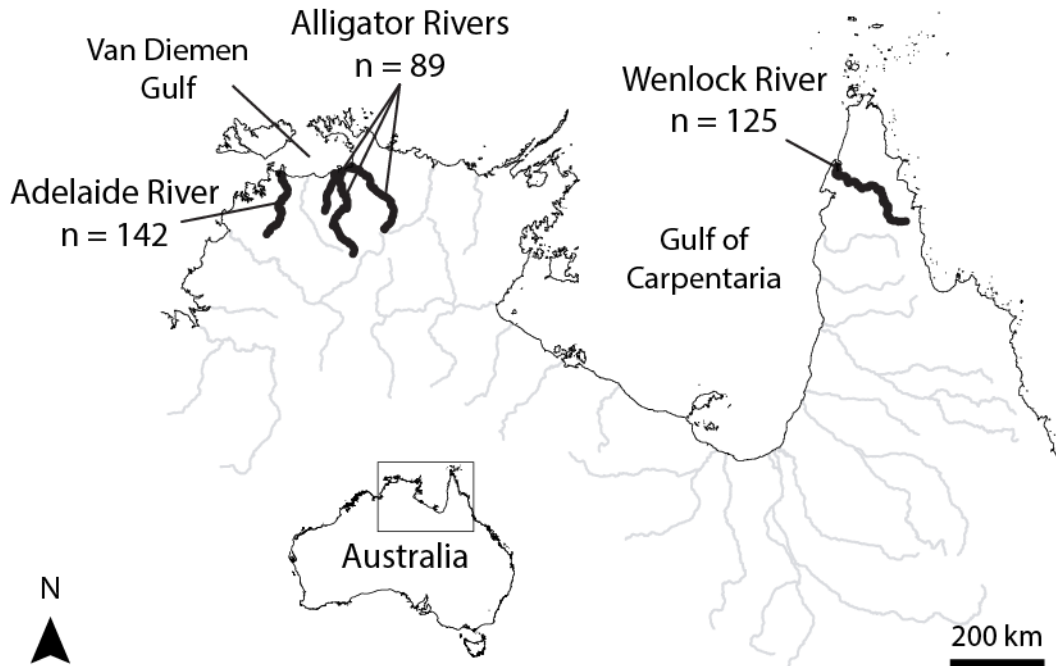 Alligator Rivers
n = 89
Van Diemen
Gulf
Wenlock River
n = 125
Adelaide River
n = 142
Gulf of
Carpentaria
Australia
N
200 km